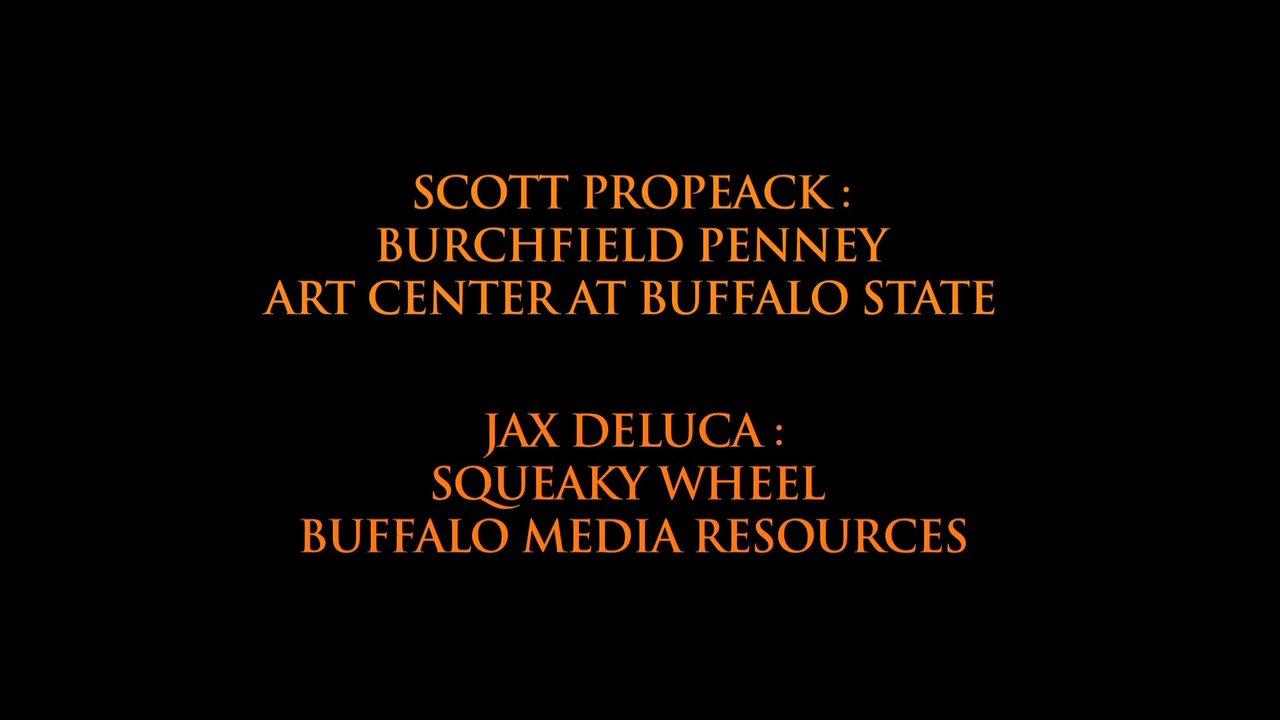 SCOTT PROPEACK :
BURCHFIELD PENNEY
ART CENTER AT BUFFALO STATE
JAX DELUCA :
SQUEAKY WHEEL
BUFFALO MEDIA RESOURCES